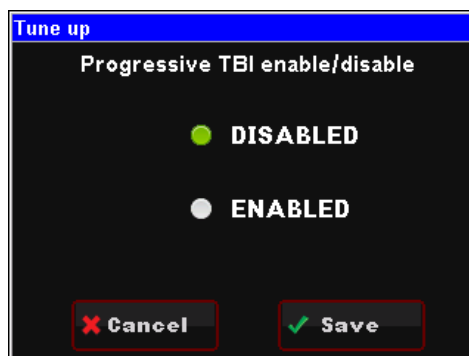 Tune up
Progressive TBI enable/disable
DISABLED
ENABLED
Cancel
Save